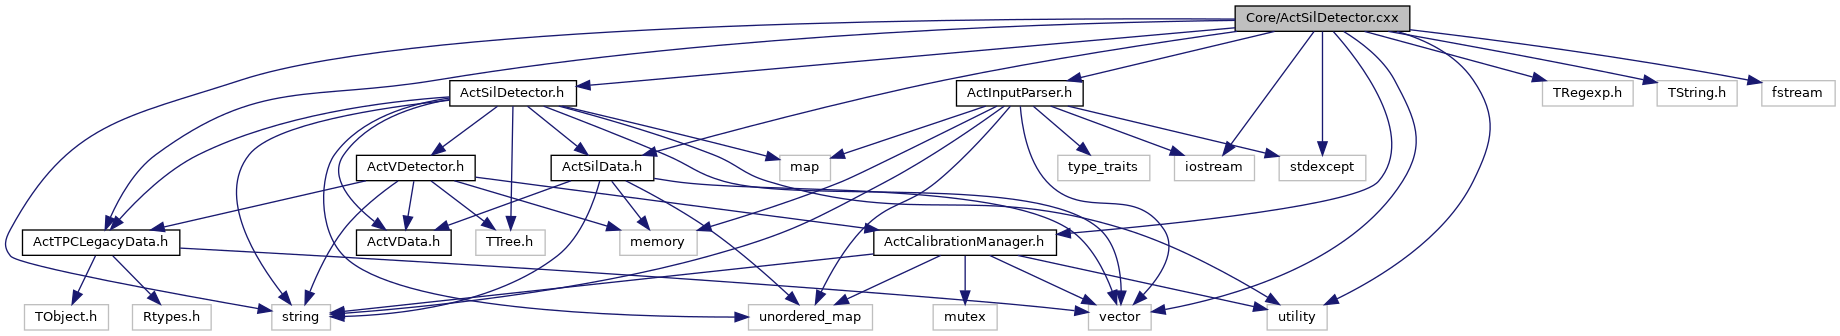 Core/ActSilDetector.cxx
ActSilDetector.h
ActInputParser.h
TRegexp.h
TString.h
fstream
ActVDetector.h
ActSilData.h
map
type_traits
iostream
stdexcept
ActTPCLegacyData.h
ActVData.h
TTree.h
memory
ActCalibrationManager.h
TObject.h
Rtypes.h
string
unordered_map
mutex
vector
utility